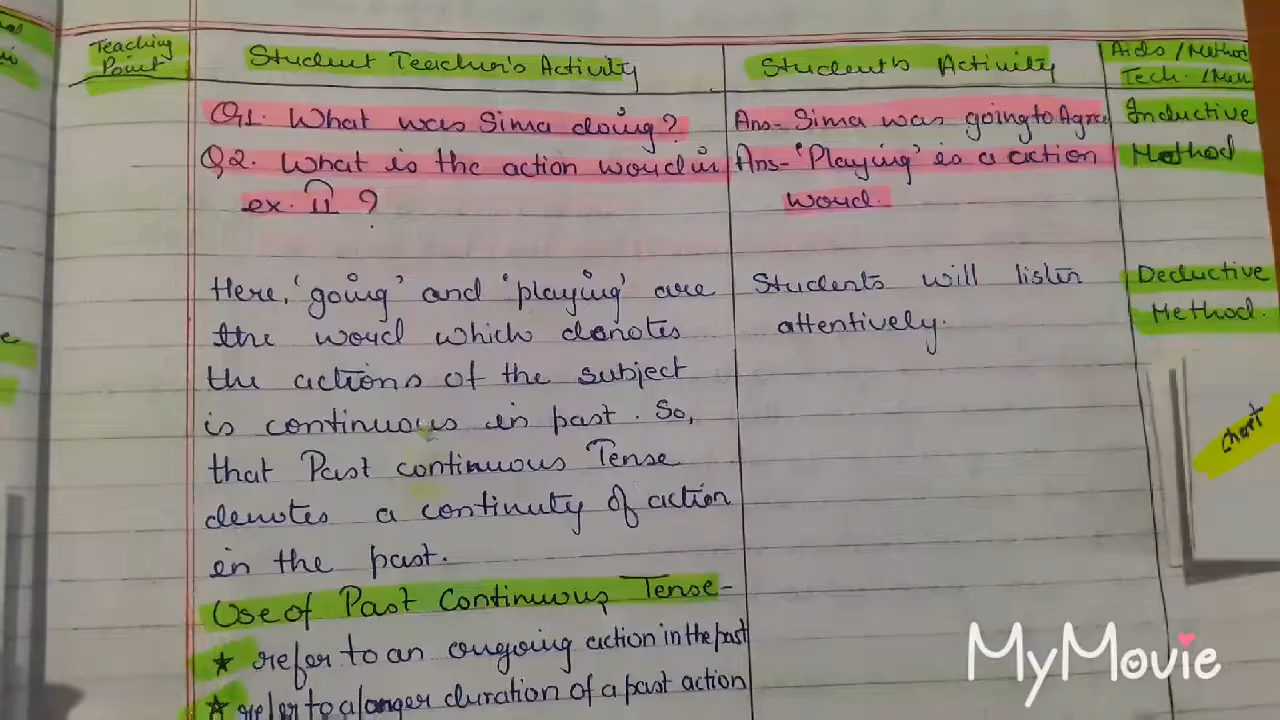 Teaching Point
Student Teacher's Activity
Student's Activity
Aids / Method
Tech. /
Q1. What was Sima doing?
Ans- Sima was going to Agra
Inductive
Q2. What is the action word in
Ans- 'Playing' is a action
Method
ex. II ?
word.
Here, 'going' and 'playing' are
Students will listen
Deductive
the word which denotes
attentively.
Method.
the actions of the subject
is continuous in past. So,
chart
that Past continuous Tense
denotes a continuity of action
in the past.
Use of Past Continuous Tense-
★ refer to an ongoing action in the past
★ refer to a longer duration of a past action
MyMovie